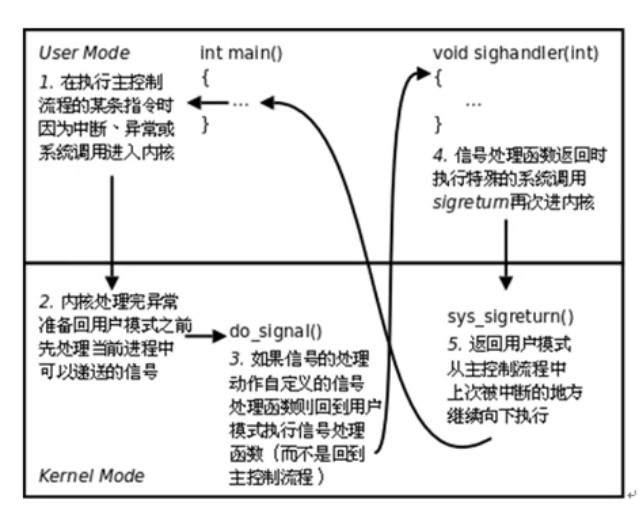 User Mode
1. 在执行主控制
流程的某条指令时
因为中断、异常或
系统调用进入内核
int main()
{
...
}
void sighandler(int)
{
...
}
4. 信号处理函数返回时
执行特殊的系统调用
sigreturn再次进内核
2. 内核处理完异常
准备回用户模式之前
先处理当前进程中
可以递送的信号
do_signal()
3. 如果信号的处理
动作自定义的信号
处理函数则回到用户
模式执行信号处理
函数（而不是回到
主控制流程）
sys_sigreturn()
5. 返回用户模式
从主控制流程中
上次被中断的地方
继续向下执行
Kernel Mode